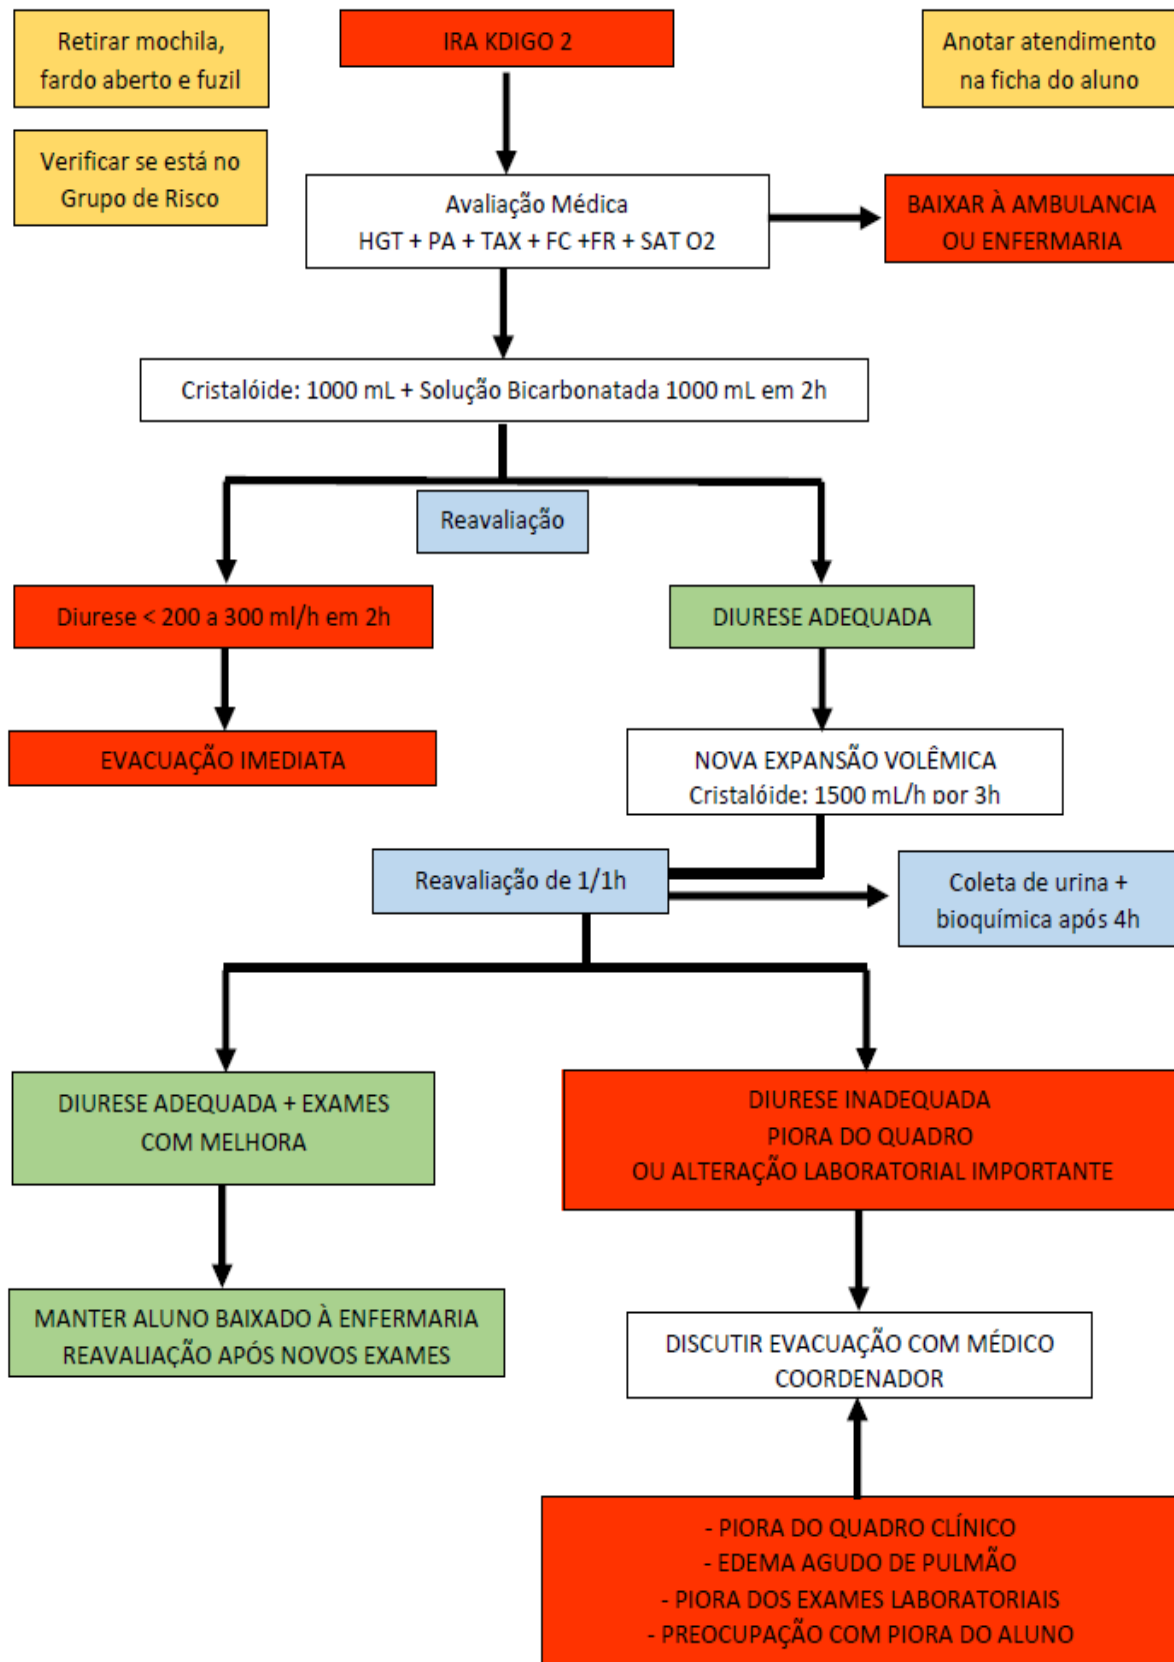 Retirar mochila,
fardo aberto e fuzil
IRA KDIGO 2
Anotar atendimento
na ficha do aluno
Verificar se está no
Grupo de Risco
Avaliação Médica
HGT + PA + TAX + FC +FR + SAT O2
BAIXAR À AMBULANCIA
OU ENFERMARIA
Cristalóide: 1000 mL + Solução Bicarbonatada 1000 mL em 2h
Reavaliação
Diurese < 200 a 300 ml/h em 2h
DIURESE ADEQUADA
EVACUAÇÃO IMEDIATA
NOVA EXPANSÃO VOLÊMICA
Cristalóide: 1500 mL/h por 3h
Reavaliação de 1/1h
Coleta de urina +
bioquímica após 4h
DIURESE ADEQUADA + EXAMES
COM MELHORA
DIURESE INADEQUADA
PIORA DO QUADRO
OU ALTERAÇÃO LABORATORIAL IMPORTANTE
MANTER ALUNO BAIXADO À ENFERMARIA
REAVALIAÇÃO APÓS NOVOS EXAMES
DISCUTIR EVACUAÇÃO COM MÉDICO
COORDENADOR
- PIORA DO QUADRO CLÍNICO
- EDEMA AGUDO DE PULMÃO
- PIORA DOS EXAMES LABORATORIAIS
- PREOCUPAÇÃO COM PIORA DO ALUNO